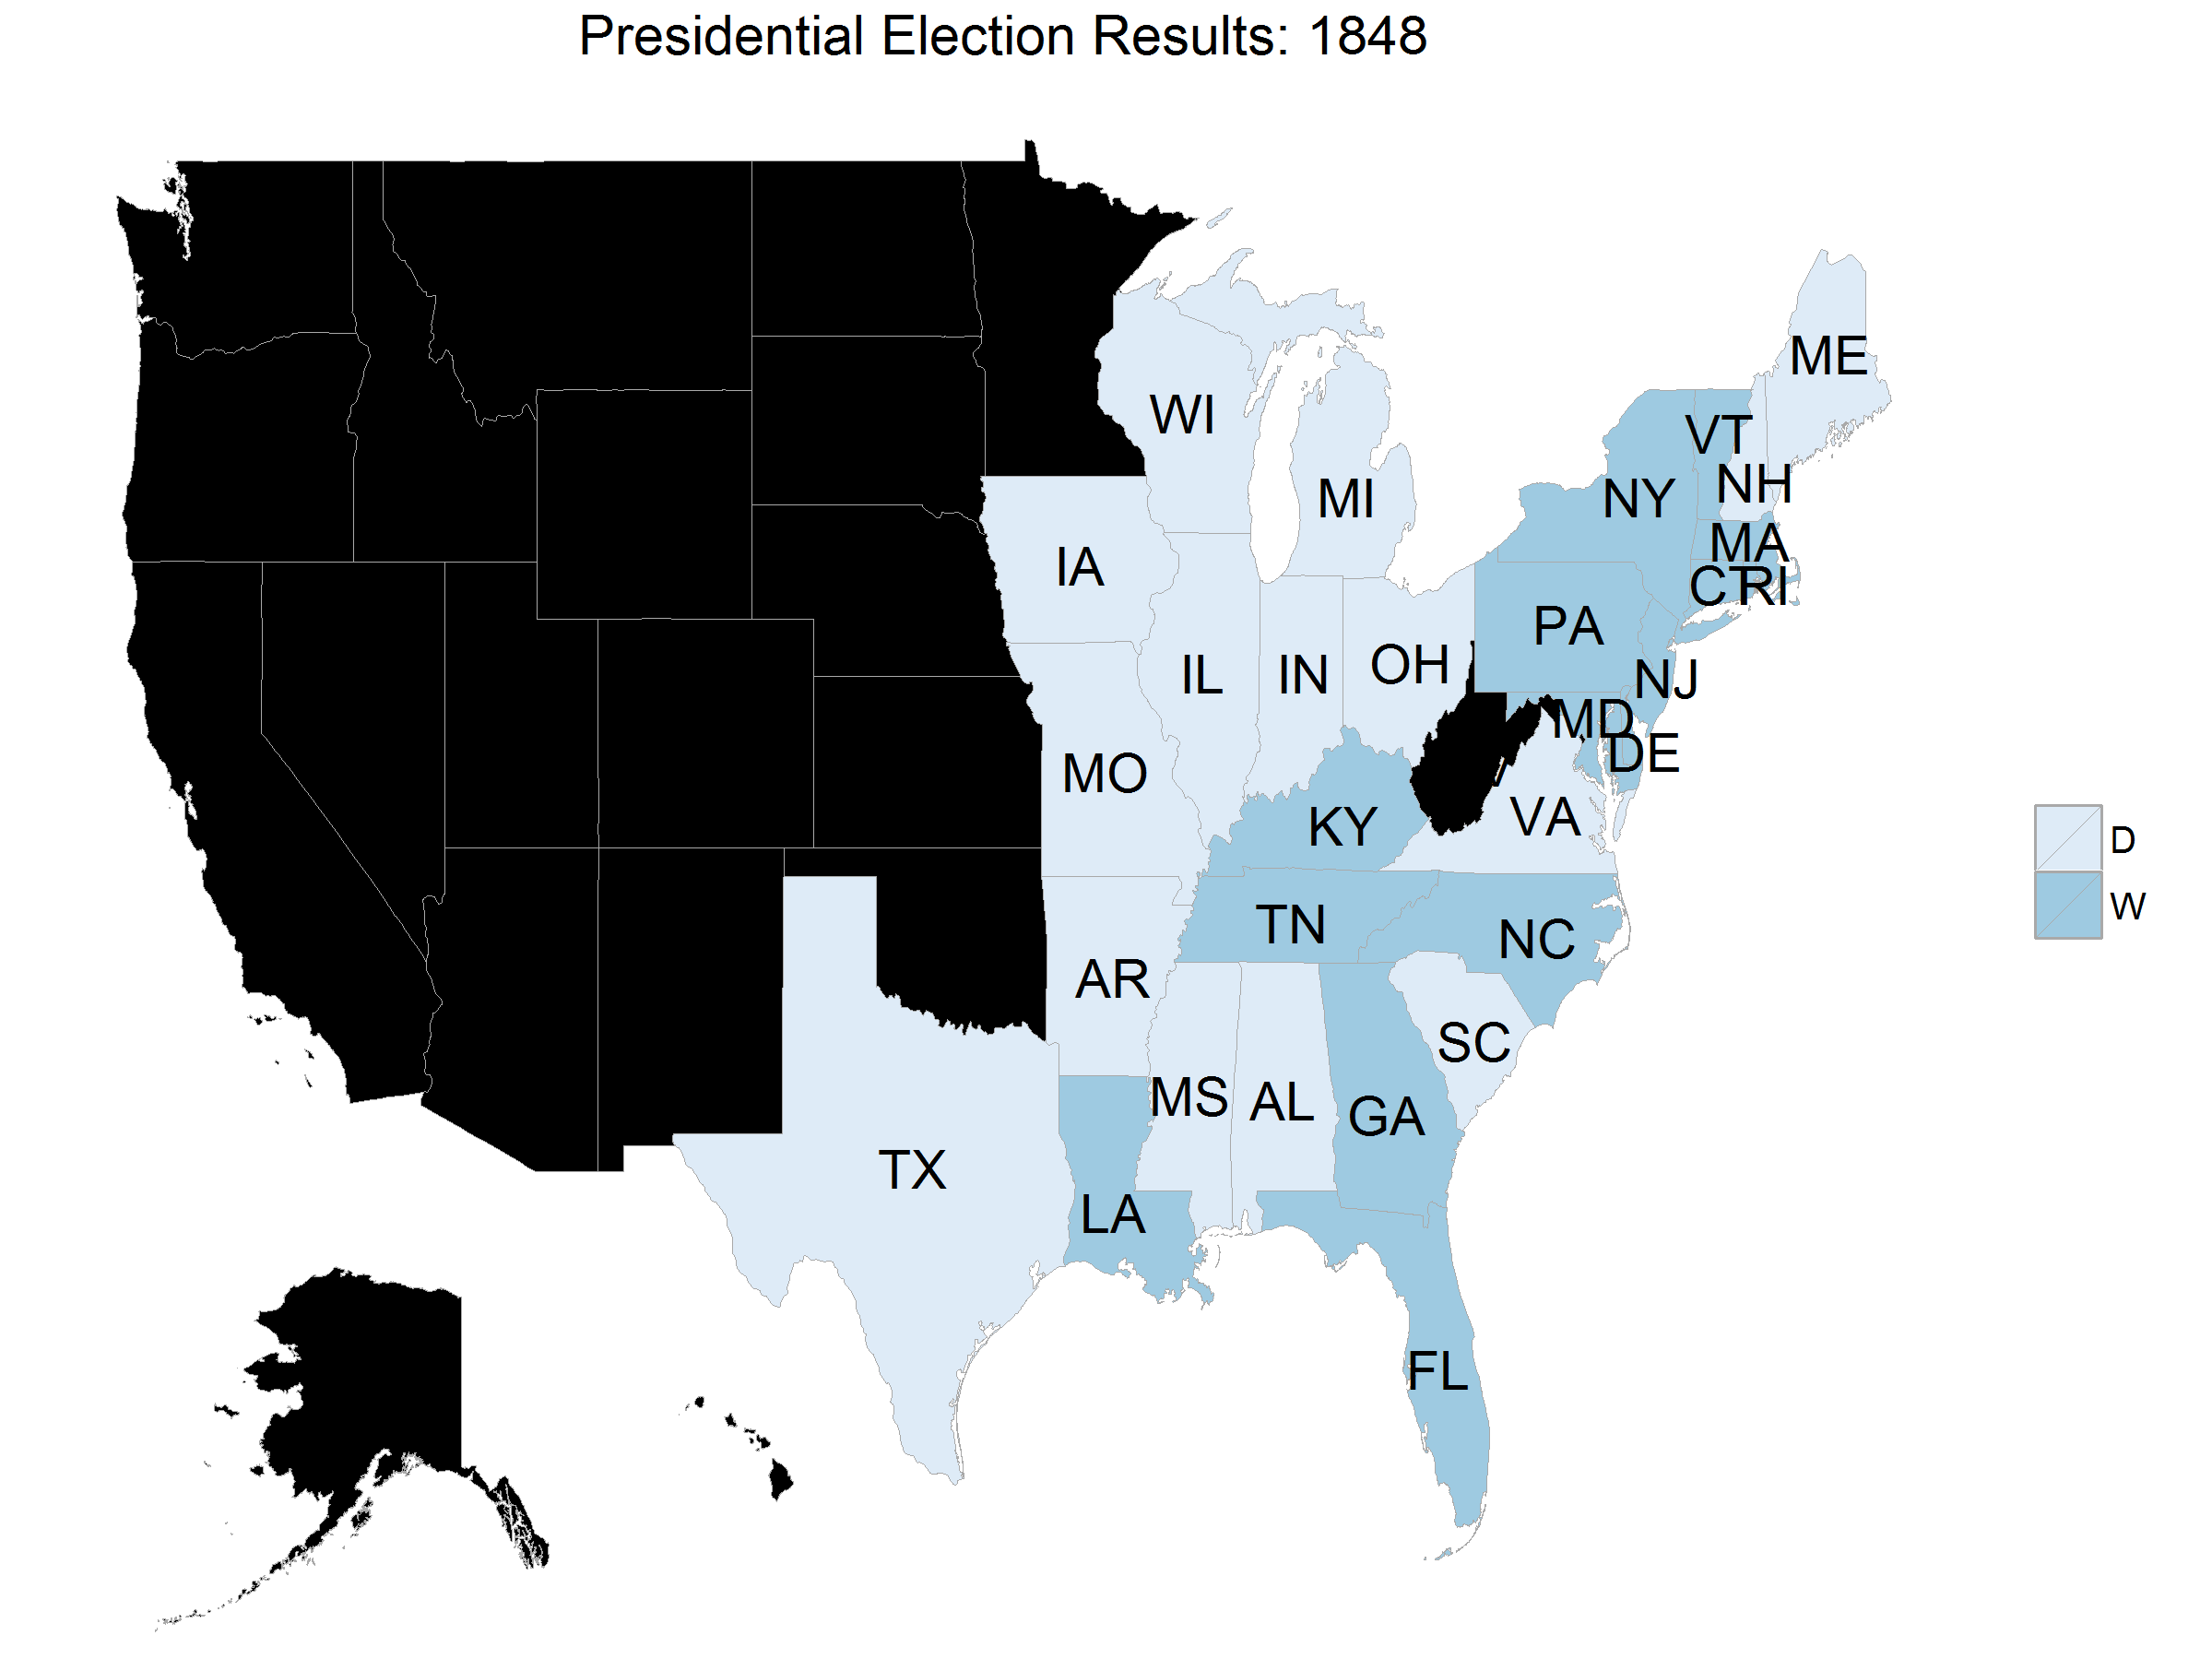 Presidential Election Results: 1848
ME
WI
VT
NH
MI
NY
MA
IA
CT
RI
PA
OH
IL
IN
NJ
MD
DE
MO
VA
KY
D
W
TN
NC
AR
SC
MS
AL
GA
TX
LA
FL